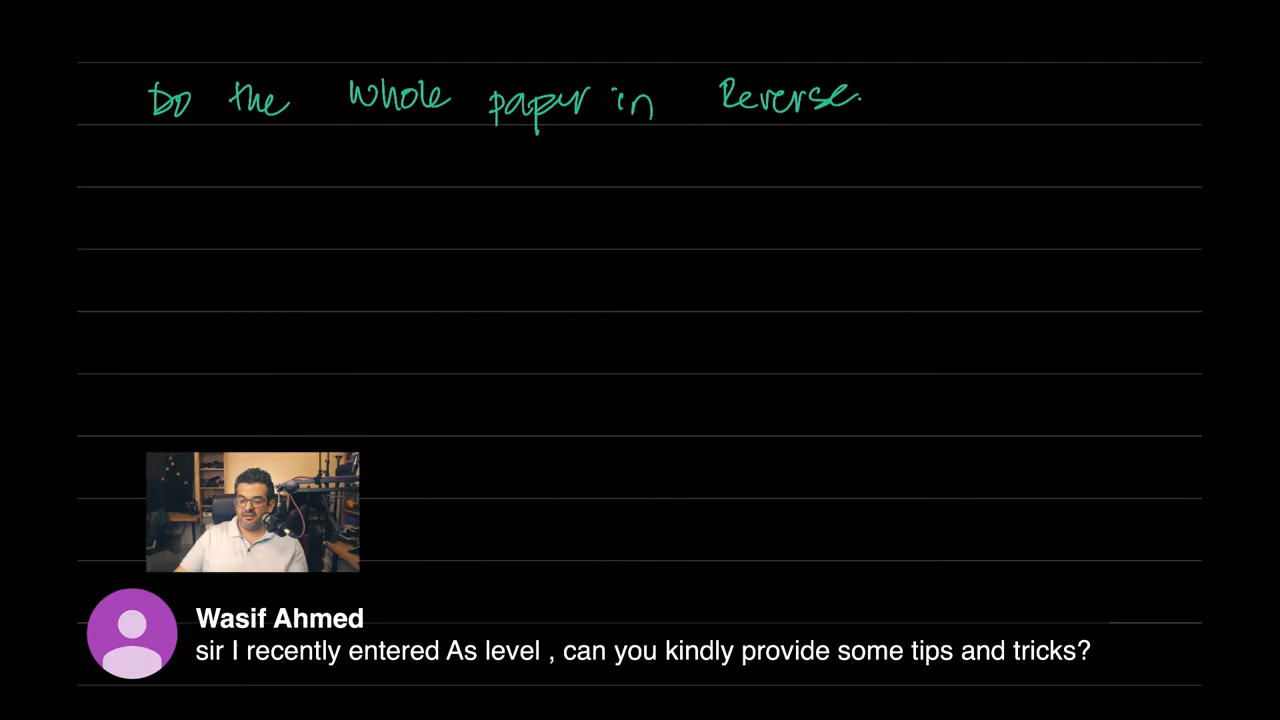 Do the whole paper in Reverse.
Wasif Ahmed
sir I recently entered As level , can you kindly provide some tips and tricks?